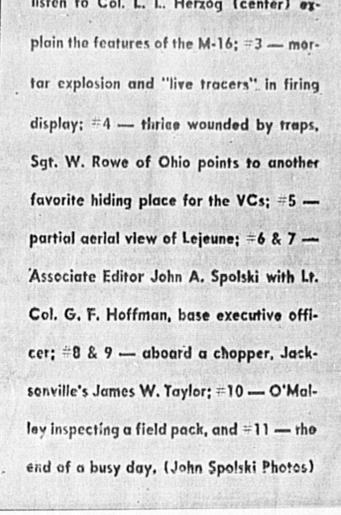 listen to Col. L. L. Herzog (center) ex-
plain the features of the M-16; #3 — mor-
tar explosion and "live tracers" in firing
display; #4 — thrice wounded by traps,
Sgt. W. Rowe of Ohio points to another
favorite hiding place for the VCs; #5 —
partial aerial view of Lejeune; #6 & 7 —
Associate Editor John A. Spolski with Lt.
Col. G. F. Hoffman, base executive offi-
cer; #8 & 9 — aboard a chopper, Jack-
sonville's James W. Taylor; #10 — O'Mal-
ley inspecting a field pack, and #11 — the
end of a busy day. (John Spolski Photos)